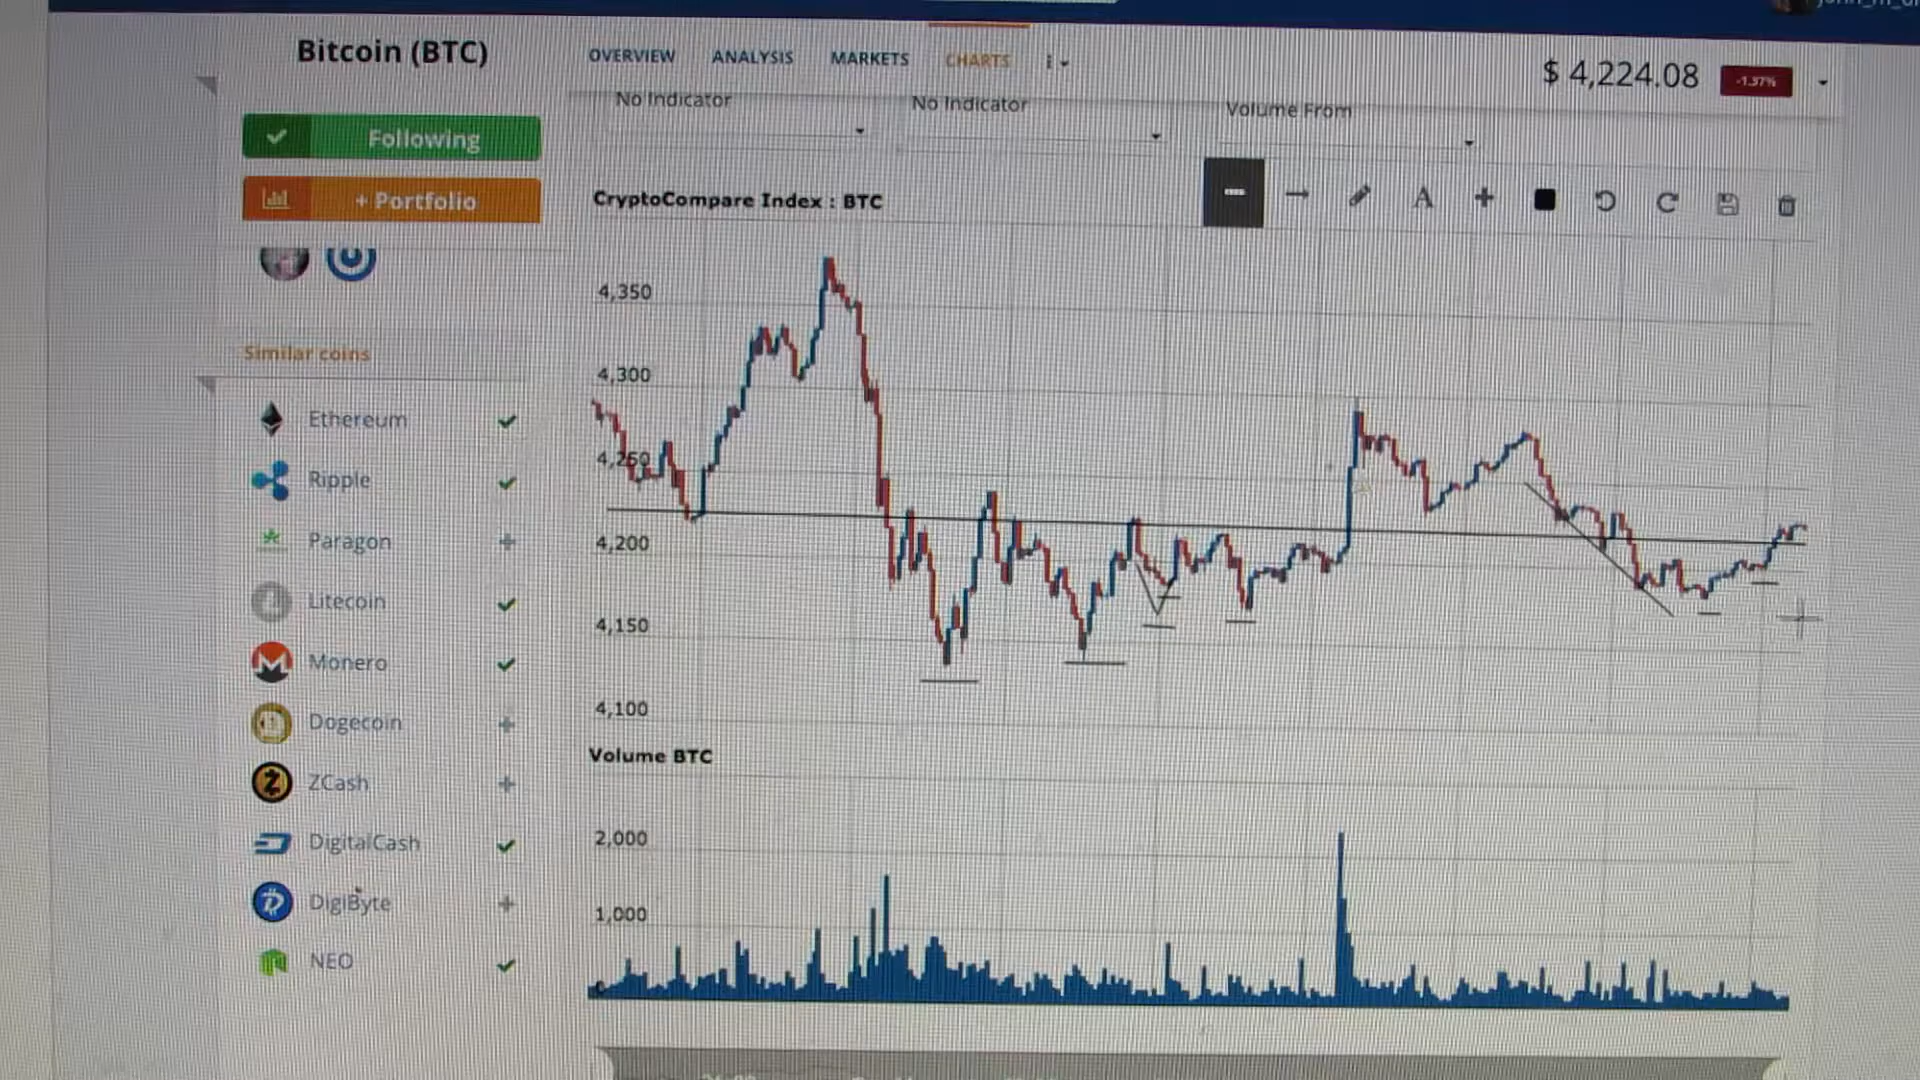 Bitcoin (BTC)
OVERVIEW ANALYSIS MARKETS CHARTS
$ 4,224.08 -1.37%
No Indicator No Indicator Volume From
Following
+ Portfolio
CryptoCompare Index : BTC
A
4,350
4,300
4,250
4,200
4,150
4,100
Similar coins
Ethereum
Ripple
Paragon
Litecoin
Monero
Dogecoin
ZCash
DigitalCash
DigiByte
NEO
Volume BTC
2,000
1,000
0